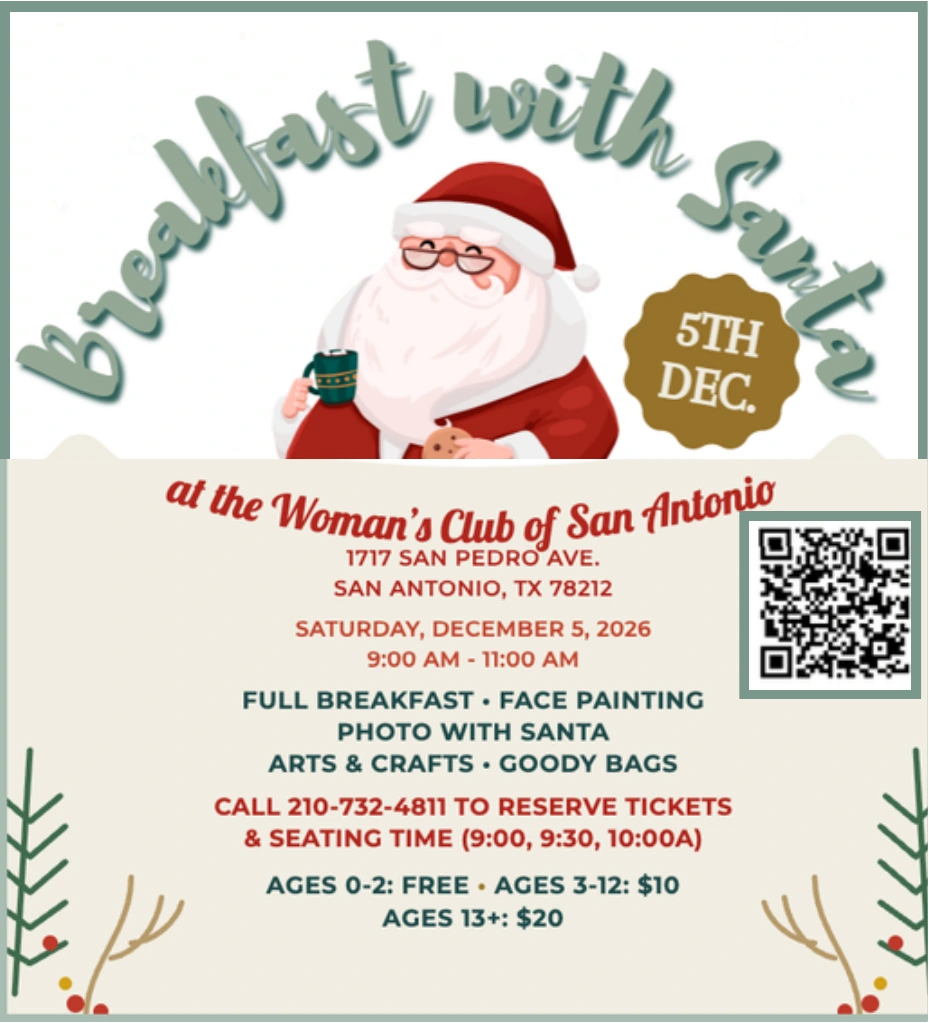 Breakfast with Santa
5TH
DEC.
at the Woman's Club of San Antonio
1717 SAN PEDRO AVE.
SAN ANTONIO, TX 78212
SATURDAY, DECEMBER 5, 2026
9:00 AM - 11:00 AM
FULL BREAKFAST • FACE PAINTING
PHOTO WITH SANTA
ARTS & CRAFTS • GOODY BAGS
CALL 210-732-4811 TO RESERVE TICKETS
& SEATING TIME (9:00, 9:30, 10:00A)
AGES 0-2: FREE • AGES 3-12: $10
AGES 13+: $20